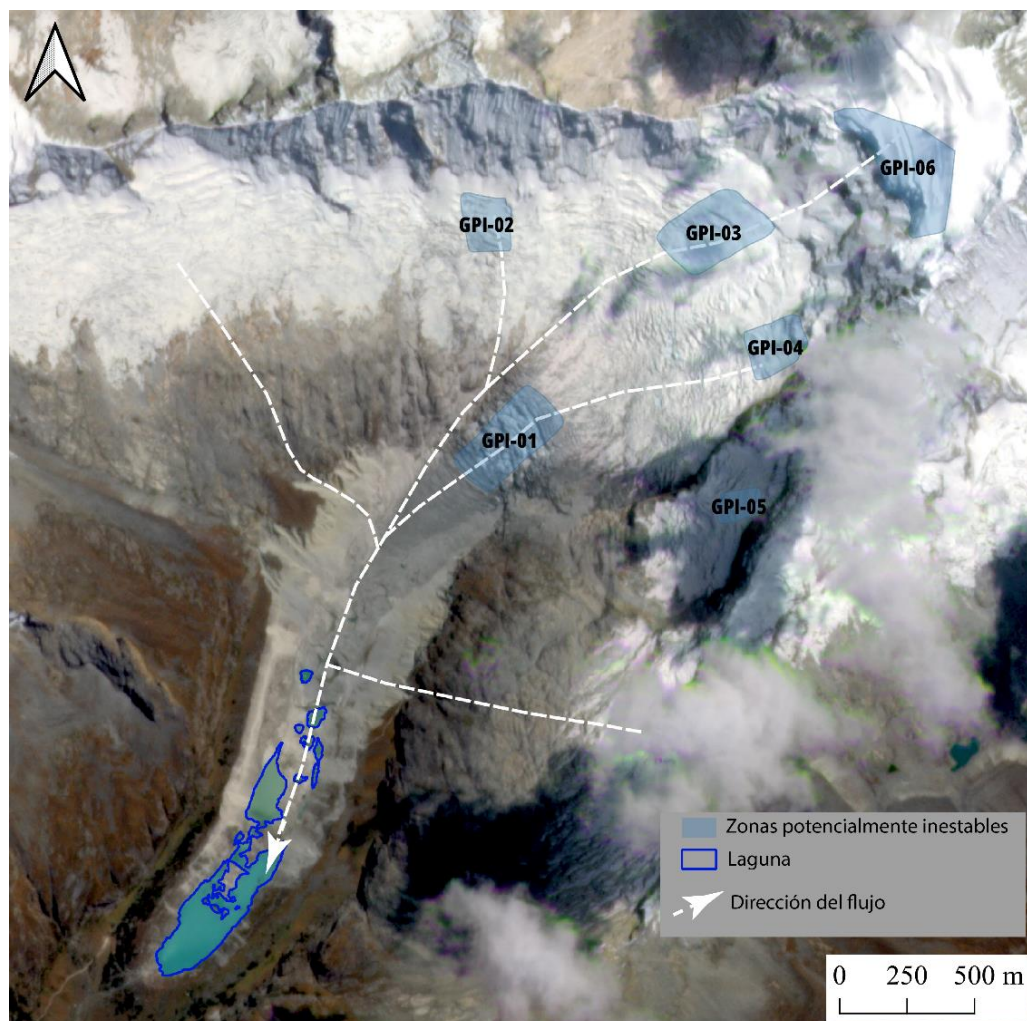 GPI-06
GPI-02
GPI-03
GPI-04
GPI-01
GPI-05
Zonas potencialmente inestables
Laguna
Dirección del flujo
0 250 500 m